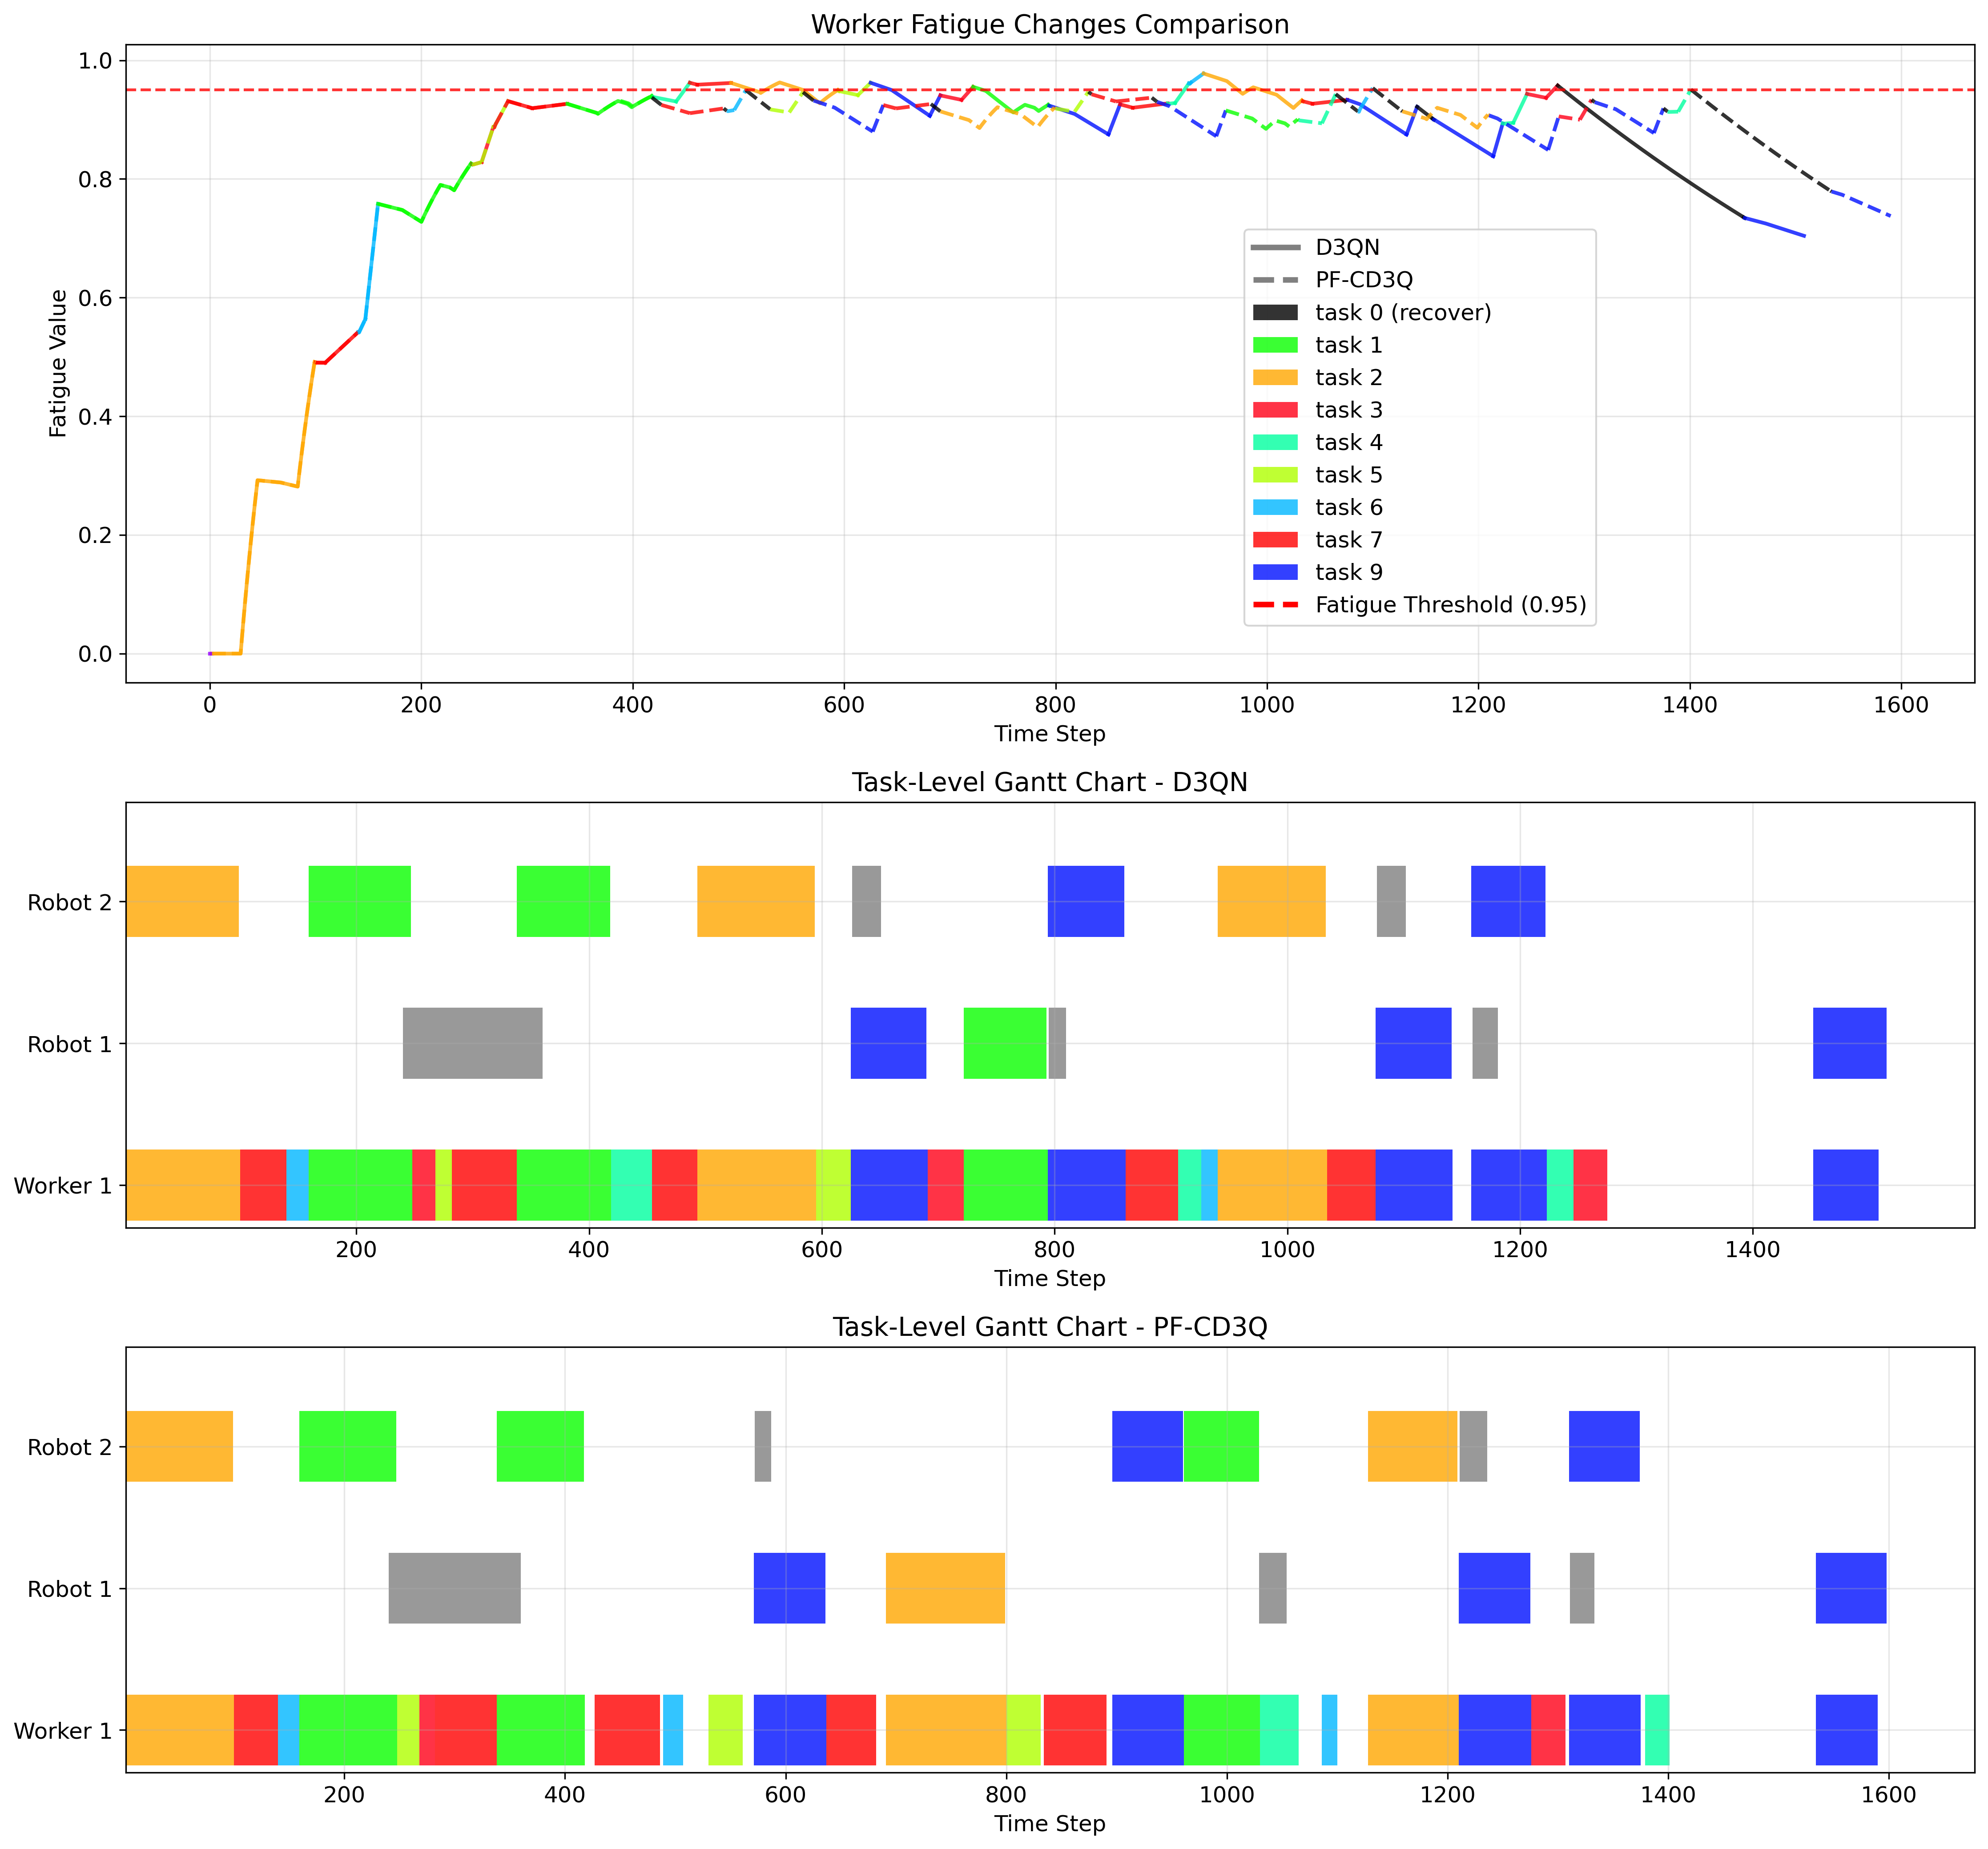 Worker Fatigue Changes Comparison
1.0
0.8
0.6
0.4
0.2
0.0
Fatigue Value
D3QN
PF-CD3Q
task 0 (recover)
task 1
task 2
task 3
task 4
task 5
task 6
task 7
task 9
Fatigue Threshold (0.95)
0 200 400 600 800 1000 1200 1400 1600
Time Step
Task-Level Gantt Chart - D3QN
Robot 2
Robot 1
Worker 1
200 400 600 800 1000 1200 1400
Time Step
Task-Level Gantt Chart - PF-CD3Q
Robot 2
Robot 1
Worker 1
200 400 600 800 1000 1200 1400 1600
Time Step